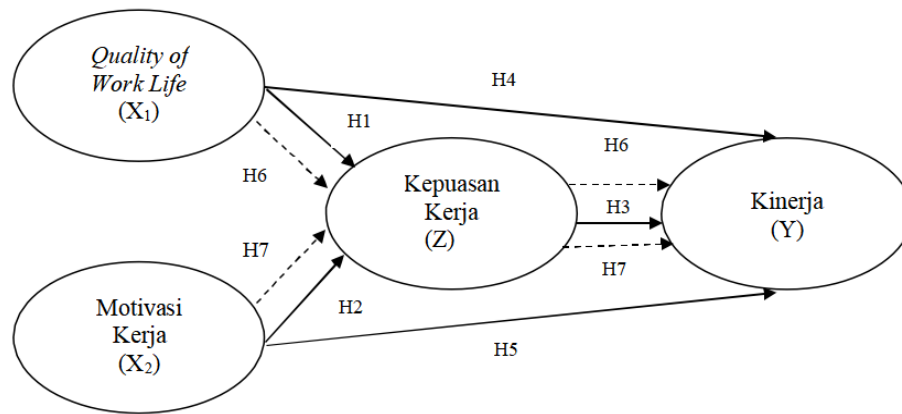 Quality of
Work Life
(X₁)
H4
H1
H6
H6
Kepuasan
Kerja
(Z)
H3
Kinerja
(Y)
H7
H7
Motivasi
Kerja
(X₂)
H2
H5